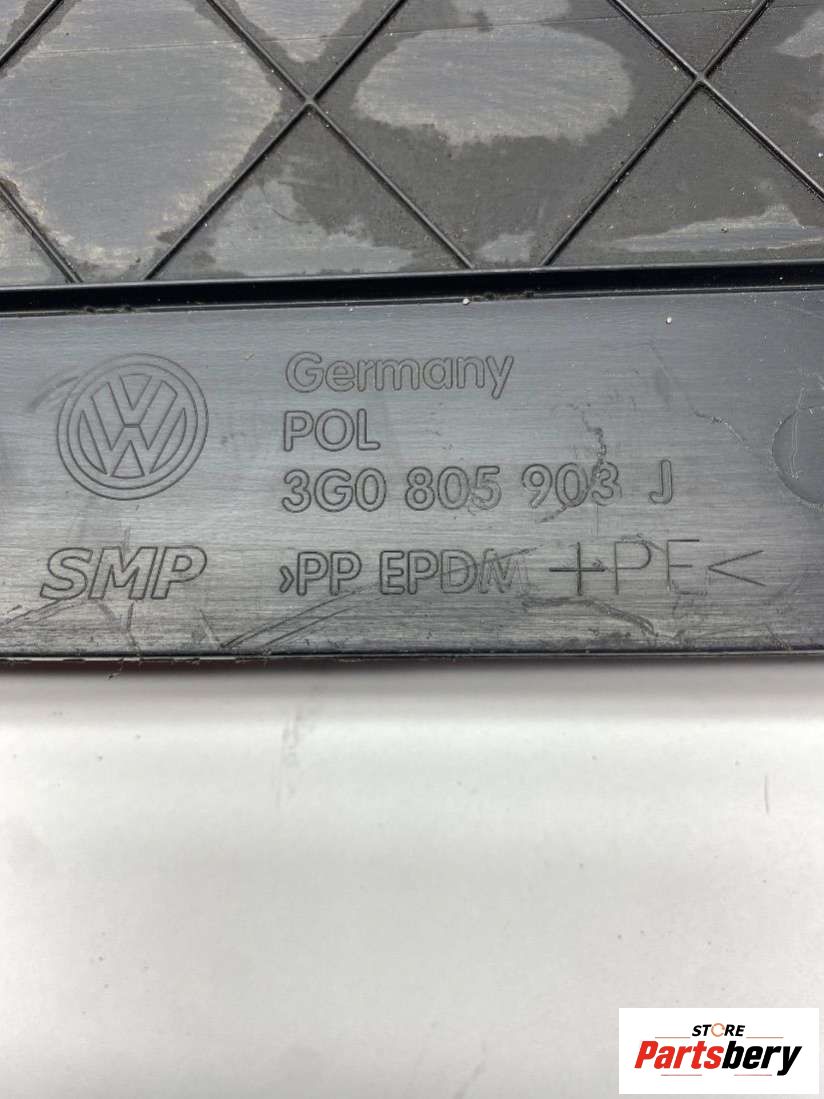 Germany
POL
3G0 805 903 J
SMP >PP EPDM +PE<
STORE
Partsbery